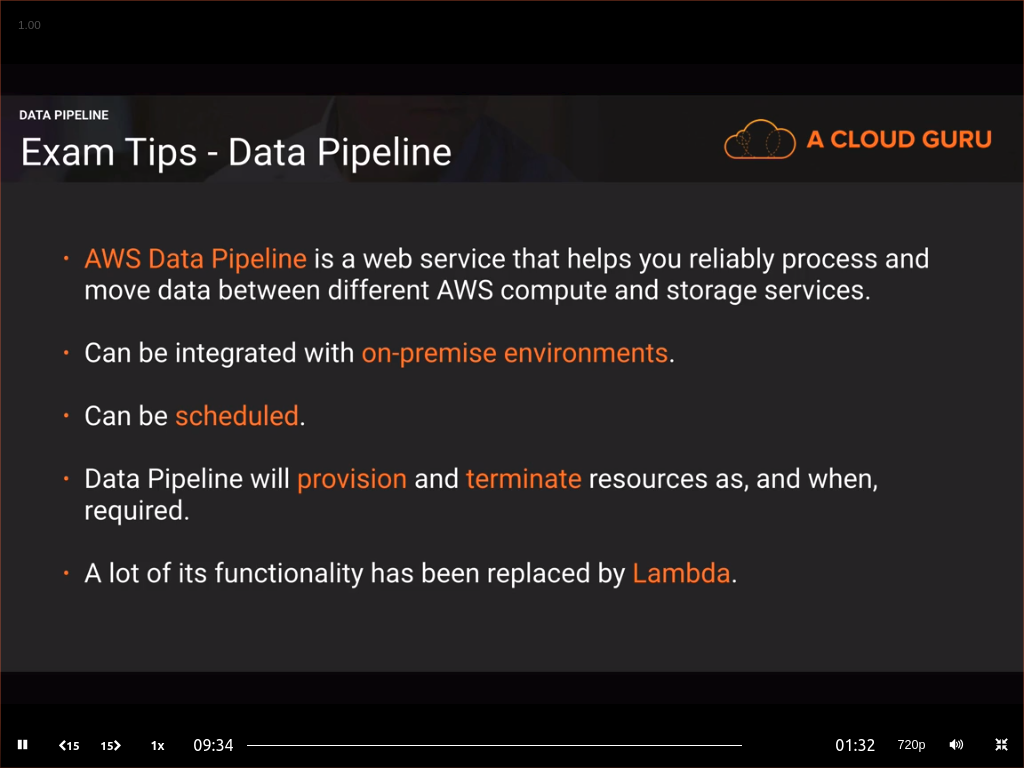 1.00
DATA PIPELINE
Exam Tips - Data Pipeline
A CLOUD GURU
• AWS Data Pipeline is a web service that helps you reliably process and
move data between different AWS compute and storage services.
• Can be integrated with on-premise environments.
• Can be scheduled.
• Data Pipeline will provision and terminate resources as, and when,
required.
• A lot of its functionality has been replaced by Lambda.
15 15 1x 09:34 01:32 720p